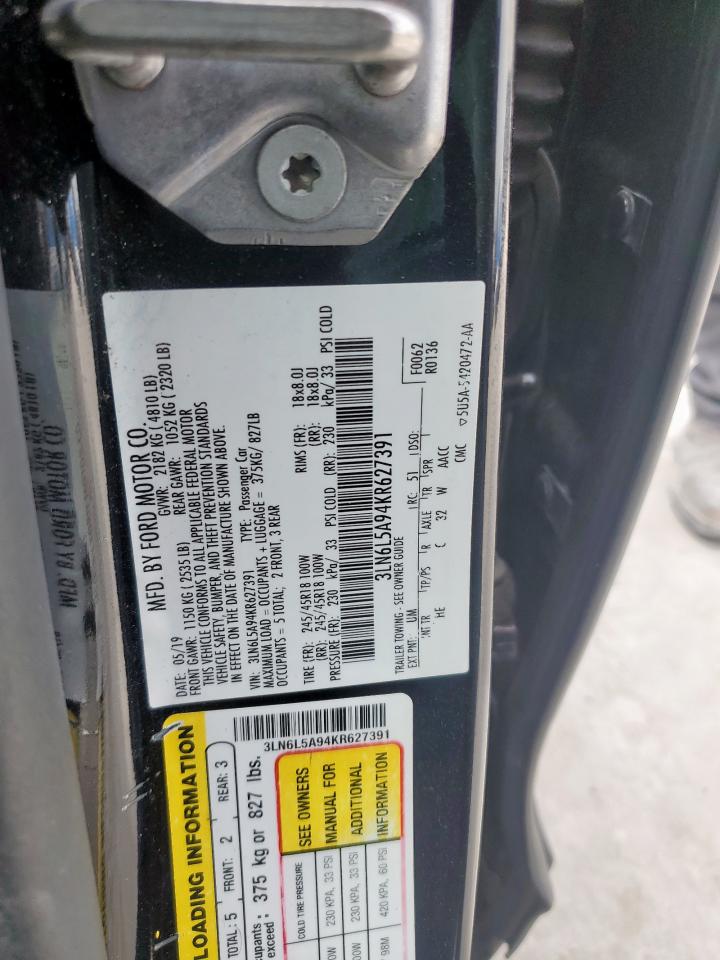 MFD. BY FORD MOTOR CO.
DATE: 05/19 GVWR: 2182 KG ( 4810 LB)
FRONT GAWR: 1150 KG ( 2535 LB) REAR GAWR: 1052 KG ( 2320 LB)
THIS VEHICLE CONFORMS TO ALL APPLICABLE FEDERAL MOTOR
VEHICLE SAFETY, BUMPER, AND THEFT PREVENTION STANDARDS
IN EFFECT ON THE DATE OF MANUFACTURE SHOWN ABOVE.
VIN: 3LN6L5A94KR627391 TYPE: Passenger Car
MAXIMUM LOAD = OCCUPANTS + LUGGAGE = 375KG/ 827LB
OCCUPANTS = 5 TOTAL; 2 FRONT, 3 REAR
TIRE (FR): 245/45R18 100W RIMS (FR): 18x8.0J
(RR): 245/45R18 100W (RR): 18x8.0J
PRESSURE (FR): 230 kPa/ 33 PSI COLD (RR): 230 kPa/ 33 PSI COLD
3LN6L5A94KR627391
TRAILER TOWING - SEE OWNER GUIDE F0062
R0136
EXT PNT: UM RC: 51 DSO:
INT TR TP/PS R AXLE TR SPR
HE C 32 W AACC
CMC
▽5U5A-5420472-AA
3LN6L5A94KR627391
LOADING INFORMATION
TOTAL: 5 FRONT: 2 REAR: 3
exceed : 375 kg or 827 lbs.
COLD TIRE PRESSURE SEE OWNERS
230 KPA, 33 PSI MANUAL FOR
230 KPA, 33 PSI ADDITIONAL
98M 420 KPA, 60 PSI INFORMATION